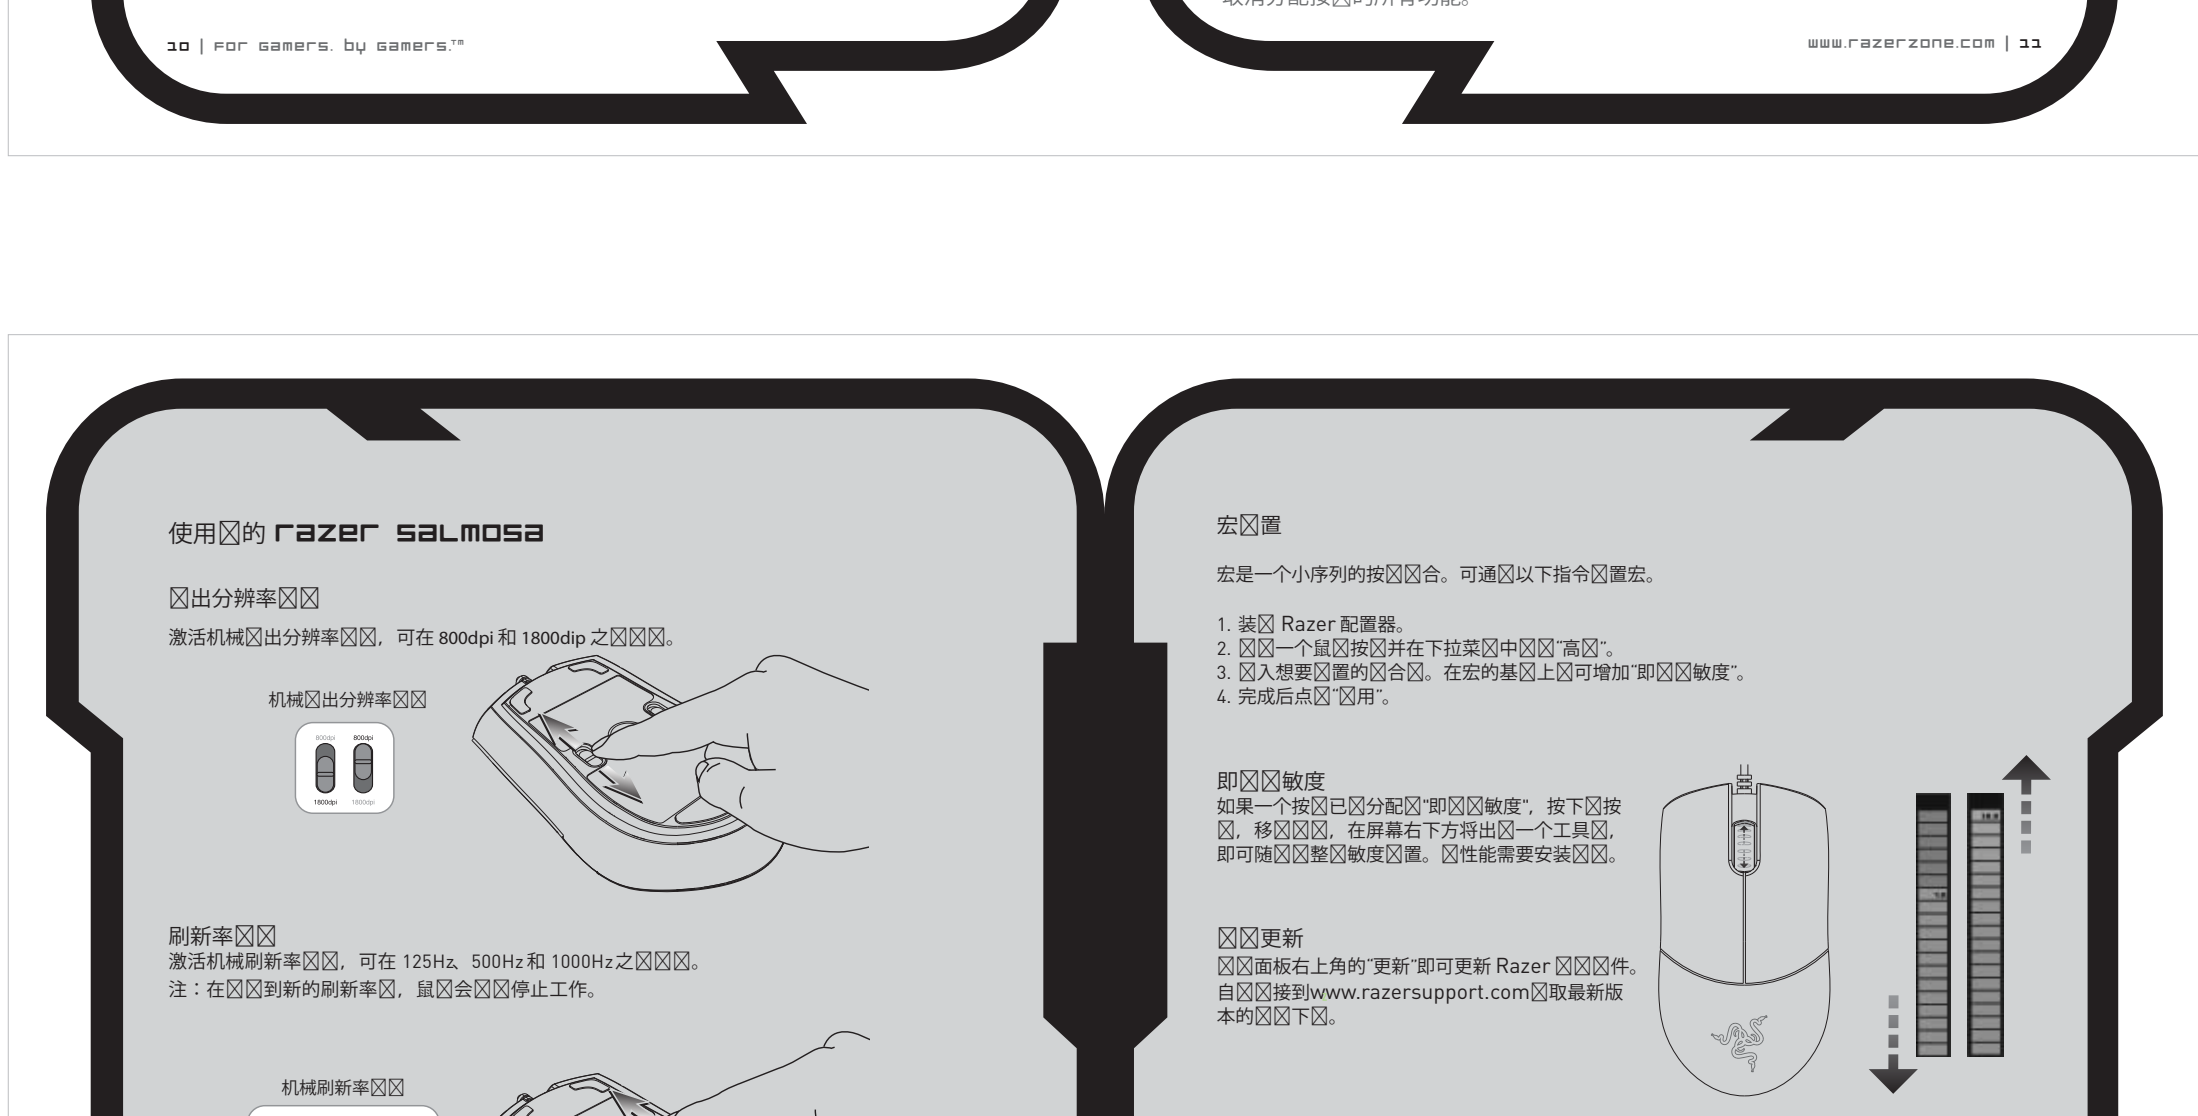 取消分配按☒的所有功能。
10 | For Gamers. By Gamers.™
www.razerzone.com | 11
使用☒的 razer salmosa
☒出分辨率☒☒
激活机械☒出分辨率☒☒，可在 800dpi 和 1800dip 之☒☒☒。
机械☒出分辨率☒☒
800dpi 800dpi
1800dpi 1800dpi
刷新率☒☒
激活机械刷新率☒☒，可在 125Hz、500Hz 和 1000Hz之☒☒☒。
注：在☒☒到新的刷新率☒，鼠☒会☒☒停止工作。
机械刷新率☒☒
宏☒置
宏是一个小序列的按☒☒合。可通☒以下指令☒置宏。
1. 装☒ Razer 配置器。
2. ☒☒一个鼠☒按☒并在下拉菜☒中☒☒“高☒”。
3. ☒入想要☒置的☒合☒。在宏的基☒上☒可增加“即☒☒敏度”。
4. 完成后点☒“☒用”。
即☒☒敏度
如果一个按☒已☒分配☒"即☒☒敏度"，按下☒按
☒，移☒☒☒，在屏幕右下方将出☒一个工具☒，
即可随☒☒整☒敏度☒置。☒性能需要安装☒☒。
☒☒更新
☒☒面板右上角的“更新”即可更新 Razer ☒☒☒件。
自☒☒接到www.razersupport.com☒取最新版
本的☒☒下☒。